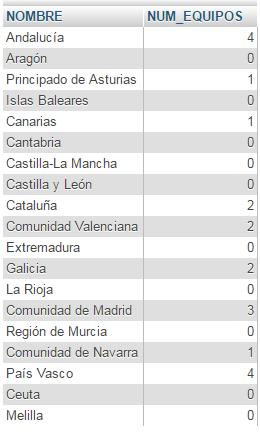 NOMBRE NUM_EQUIPOS
Andalucía 4
Aragón 0
Principado de Asturias 1
Islas Baleares 0
Canarias 1
Cantabria 0
Castilla-La Mancha 0
Castilla y León 0
Cataluña 2
Comunidad Valenciana 2
Extremadura 0
Galicia 2
La Rioja 0
Comunidad de Madrid 3
Región de Murcia 0
Comunidad de Navarra 1
País Vasco 4
Ceuta 0
Melilla 0